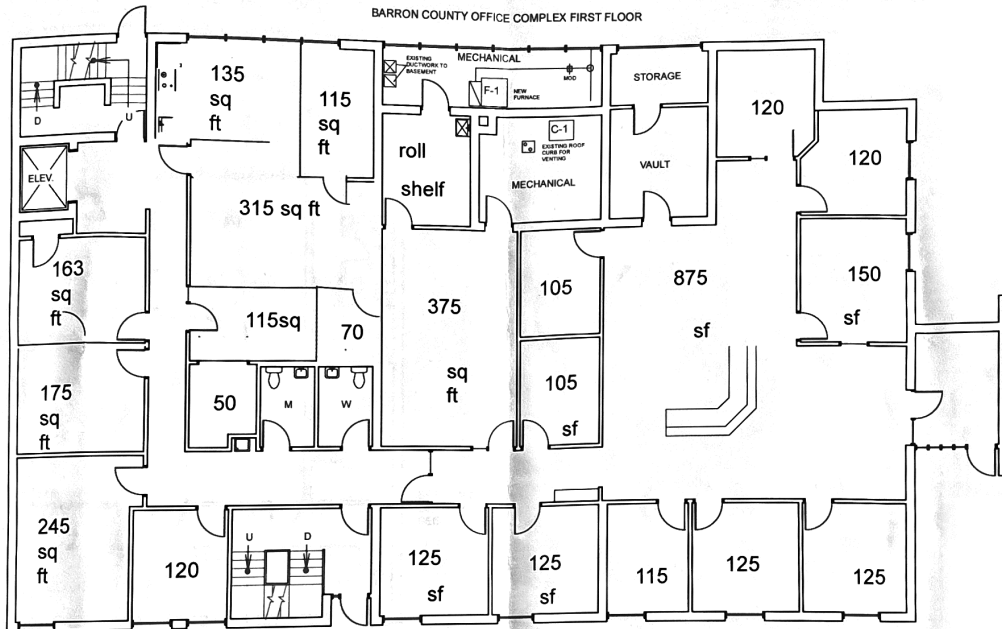 BARRON COUNTY OFFICE COMPLEX FIRST FLOOR
EXISTING
DUCTWORK TO
BASEMENT
MECHANICAL
F-1
NEW
FURNACE
MOD
STORAGE
135
sq
ft
115
sq
ft
120
D
U
roll
shelf
C-1
EXISTING ROOF
CURB FOR
VENTING
MECHANICAL
VAULT
120
ELEV.
315 sq ft
163
sq
ft
115sq
70
375
sq
ft
105
875
sf
150
sf
175
sq
ft
50
M
W
105
sf
245
sq
ft
120
U
D
125
sf
125
sf
115
125
125